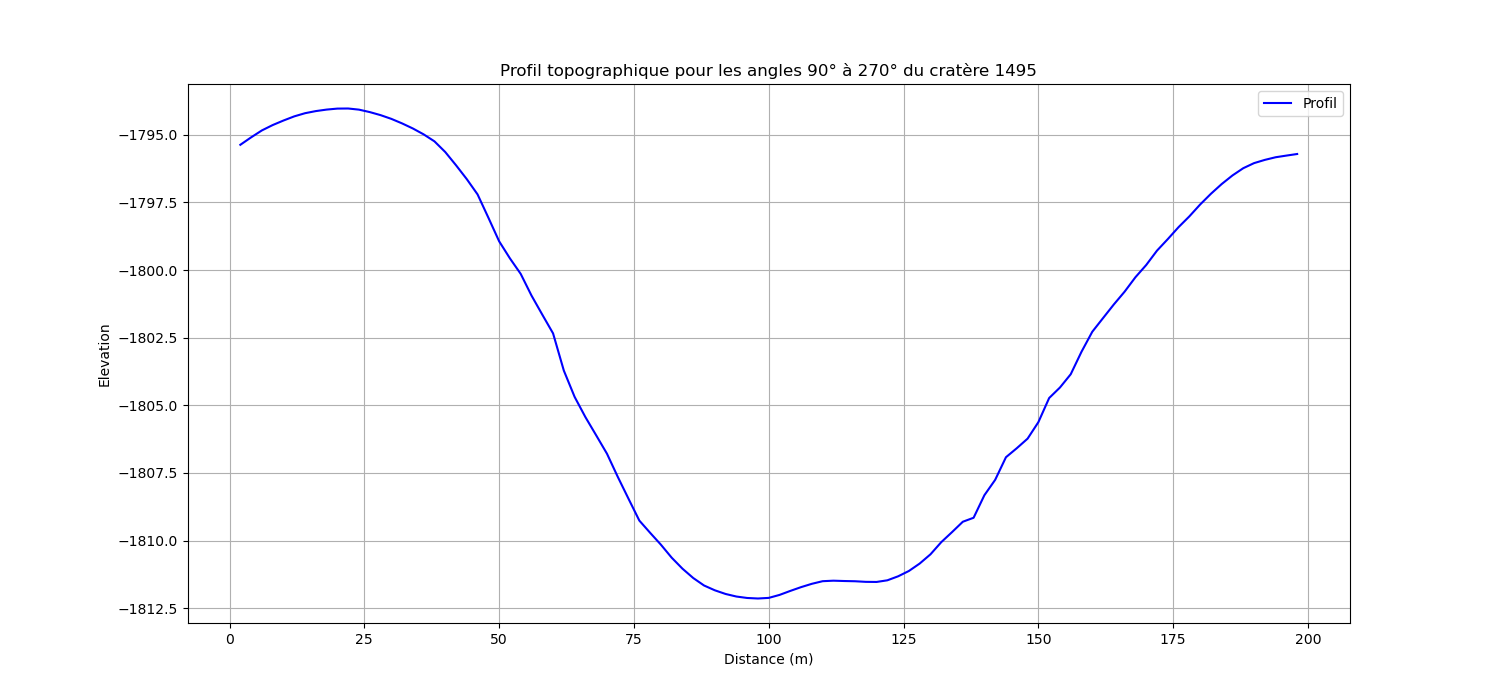 Profil topographique pour les angles 90° à 270° du cratère 1495
Profil
Elevation
−1795.0
−1797.5
−1800.0
−1802.5
−1805.0
−1807.5
−1810.0
−1812.5
0 25 50 75 100 125 150 175 200
Distance (m)